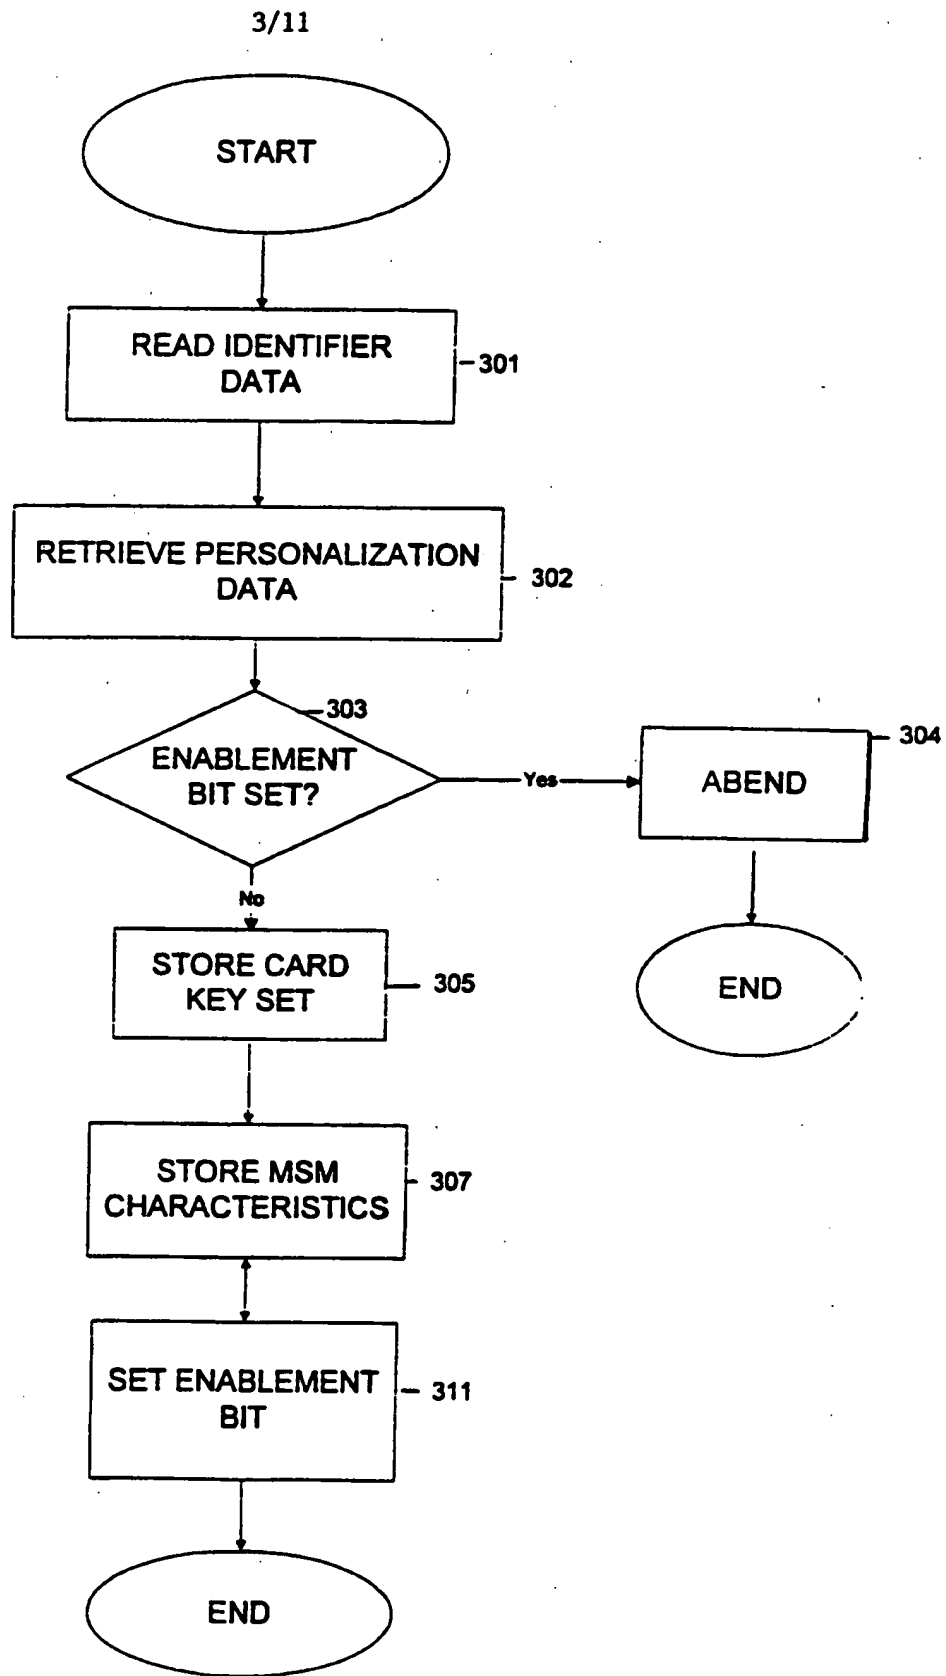 3/11
START
READ IDENTIFIER
DATA
301
RETRIEVE PERSONALIZATION
DATA
302
303
ENABLEMENT
BIT SET?
Yes
304
ABEND
No
END
STORE CARD
KEY SET
305
STORE MSM
CHARACTERISTICS
307
SET ENABLEMENT
BIT
311
END